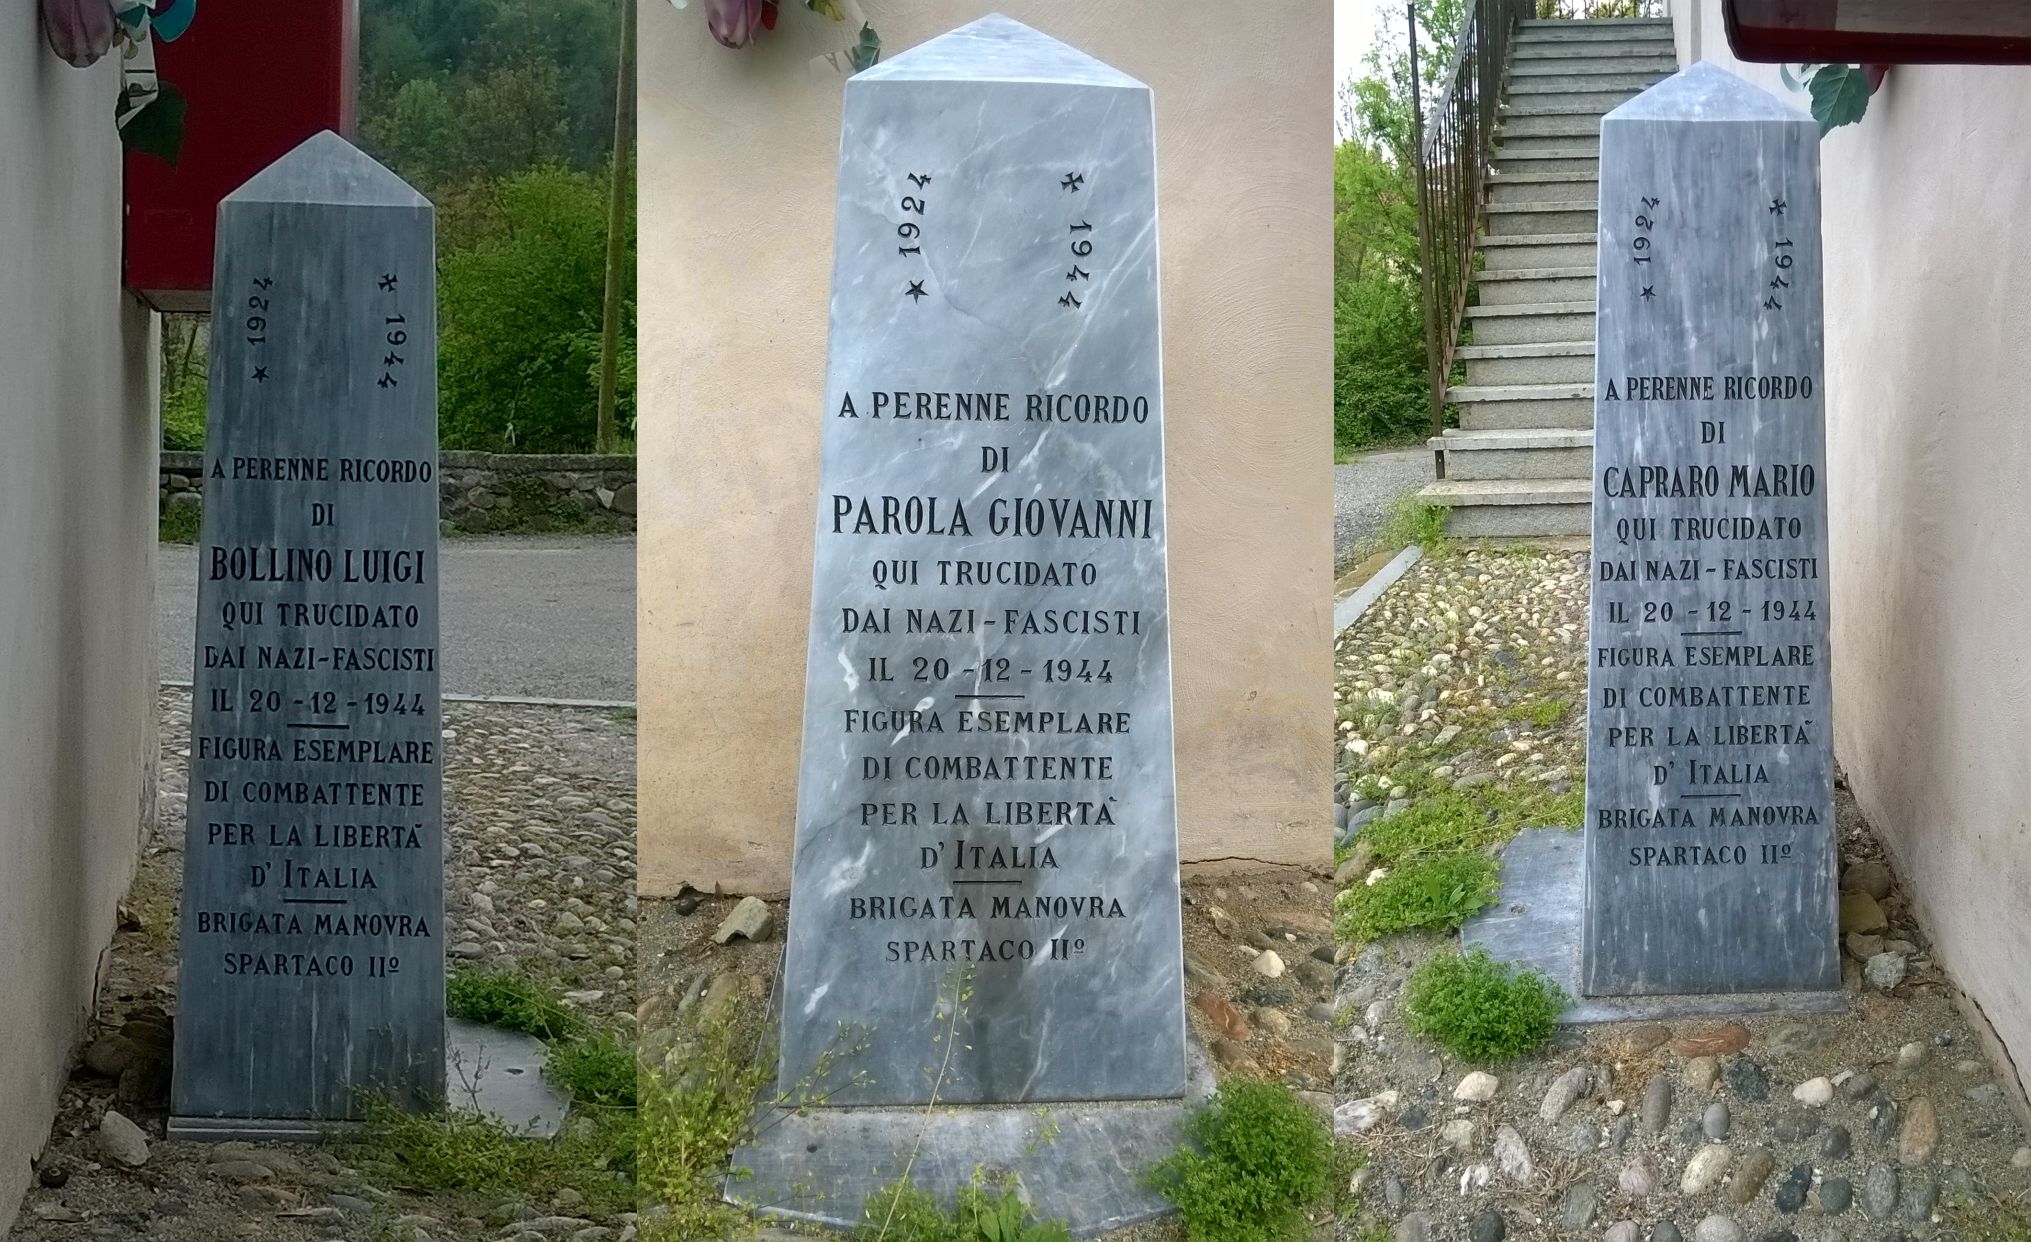 ★ 1924
✠ 1944
A PERENNE RICORDO
DI
BOLLINO LUIGI
QUI TRUCIDATO
DAI NAZI-FASCISTI
IL 20-12-1944
FIGURA ESEMPLARE
DI COMBATTENTE
PER LA LIBERTÀ
D'ITALIA
BRIGATA MANOVRA
SPARTACO IIº
★ 1924
✠ 1944
A PERENNE RICORDO
DI
PAROLA GIOVANNI
QUI TRUCIDATO
DAI NAZI-FASCISTI
IL 20-12-1944
FIGURA ESEMPLARE
DI COMBATTENTE
PER LA LIBERTÀ
D'ITALIA
BRIGATA MANOVRA
SPARTACO IIº
★ 1924
✠ 1944
A PERENNE RICORDO
DI
CAPRARO MARIO
QUI TRUCIDATO
DAI NAZI-FASCISTI
IL 20-12-1944
FIGURA ESEMPLARE
DI COMBATTENTE
PER LA LIBERTÀ
D'ITALIA
BRIGATA MANOVRA
SPARTACO IIº